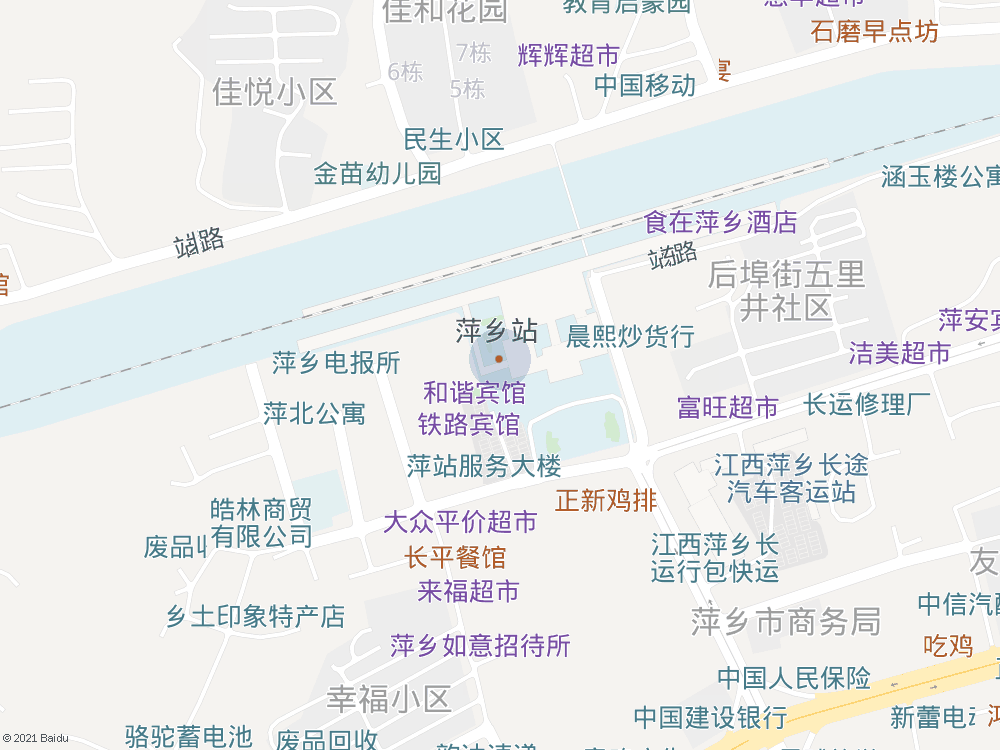 佳和花园
教育启蒙园
石磨早点坊
7栋
辉辉超市
6栋
5栋
中国移动
宴
佳悦小区
民生小区
金苗幼儿园
涵玉楼公寓
食在萍乡酒店
站路
站路
后埠街五里
井社区
馆
萍乡站
晨熙炒货行
萍安宾
洁美超市
萍乡电报所
和谐宾馆
萍北公寓
铁路宾馆
富旺超市
长运修理厂
萍站服务大楼
江西萍乡长途
汽车客运站
正新鸡排
皓林商贸
有限公司
大众平价超市
废品收
长平餐馆
江西萍乡长
运行包快运
友
来福超市
中信汽配
乡土印象特产店
萍乡市商务局
萍乡如意招待所
吃鸡
中国人民保险
幸福小区
中国建设银行
新蕾电动
骆驼蓄电池
废品回收
© 2021 Baidu